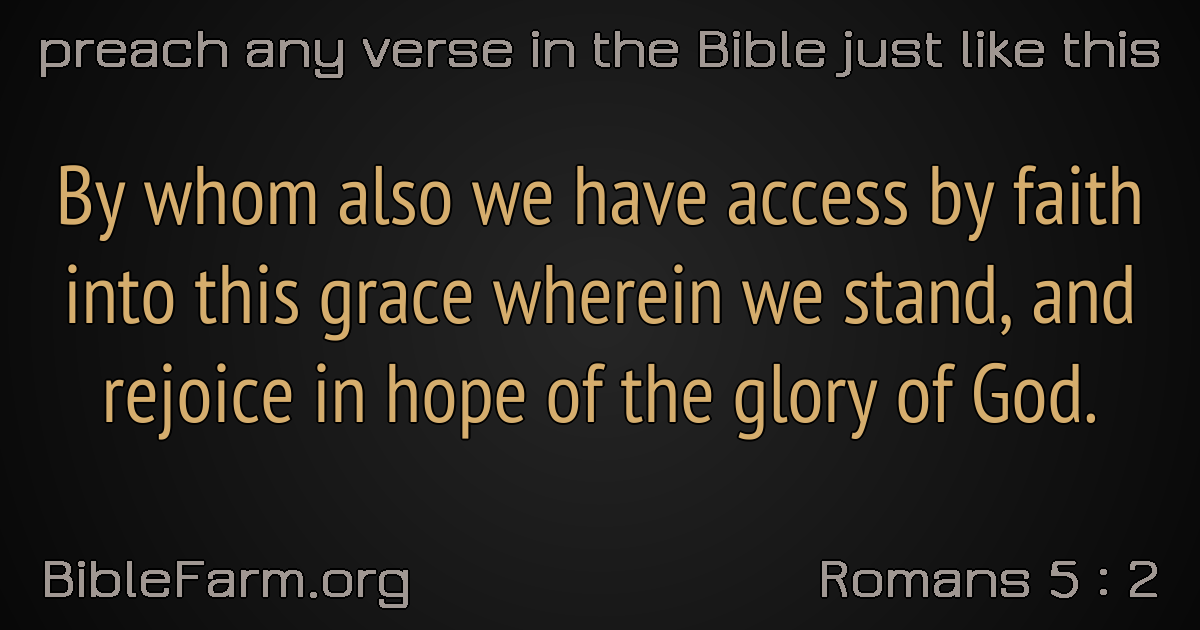 preach any verse in the Bible just like this
By whom also we have access by faith
into this grace wherein we stand, and
rejoice in hope of the glory of God.
BibleFarm.org
Romans 5 : 2